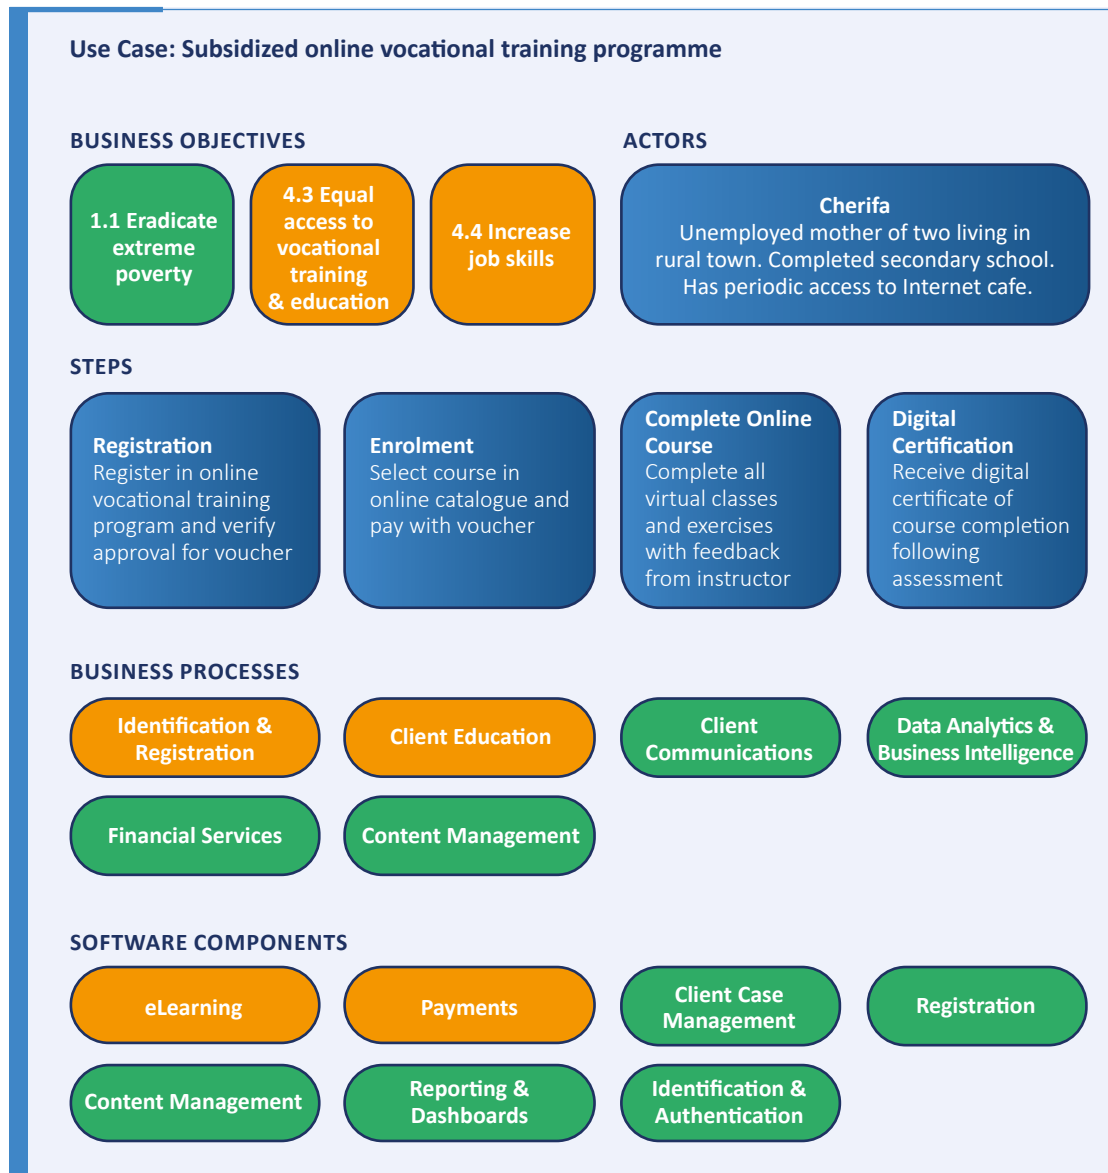 Use Case: Subsidized online vocational training programme
BUSINESS OBJECTIVES
1.1 Eradicate
extreme
poverty
4.3 Equal
access to
vocational
training
& education
4.4 Increase
job skills
ACTORS
Cherifa
Unemployed mother of two living in
rural town. Completed secondary school.
Has periodic access to Internet cafe.
STEPS
Registration
Register in online
vocational training
program and verify
approval for voucher
Enrolment
Select course in
online catalogue and
pay with voucher
Complete Online
Course
Complete all
virtual classes
and exercises
with feedback
from instructor
Digital
Certification
Receive digital
certificate of
course completion
following
assessment
BUSINESS PROCESSES
Identification &
Registration
Client Education
Client
Communications
Data Analytics &
Business Intelligence
Financial Services
Content Management
SOFTWARE COMPONENTS
eLearning
Payments
Client Case
Management
Registration
Content Management
Reporting &
Dashboards
Identification &
Authentication